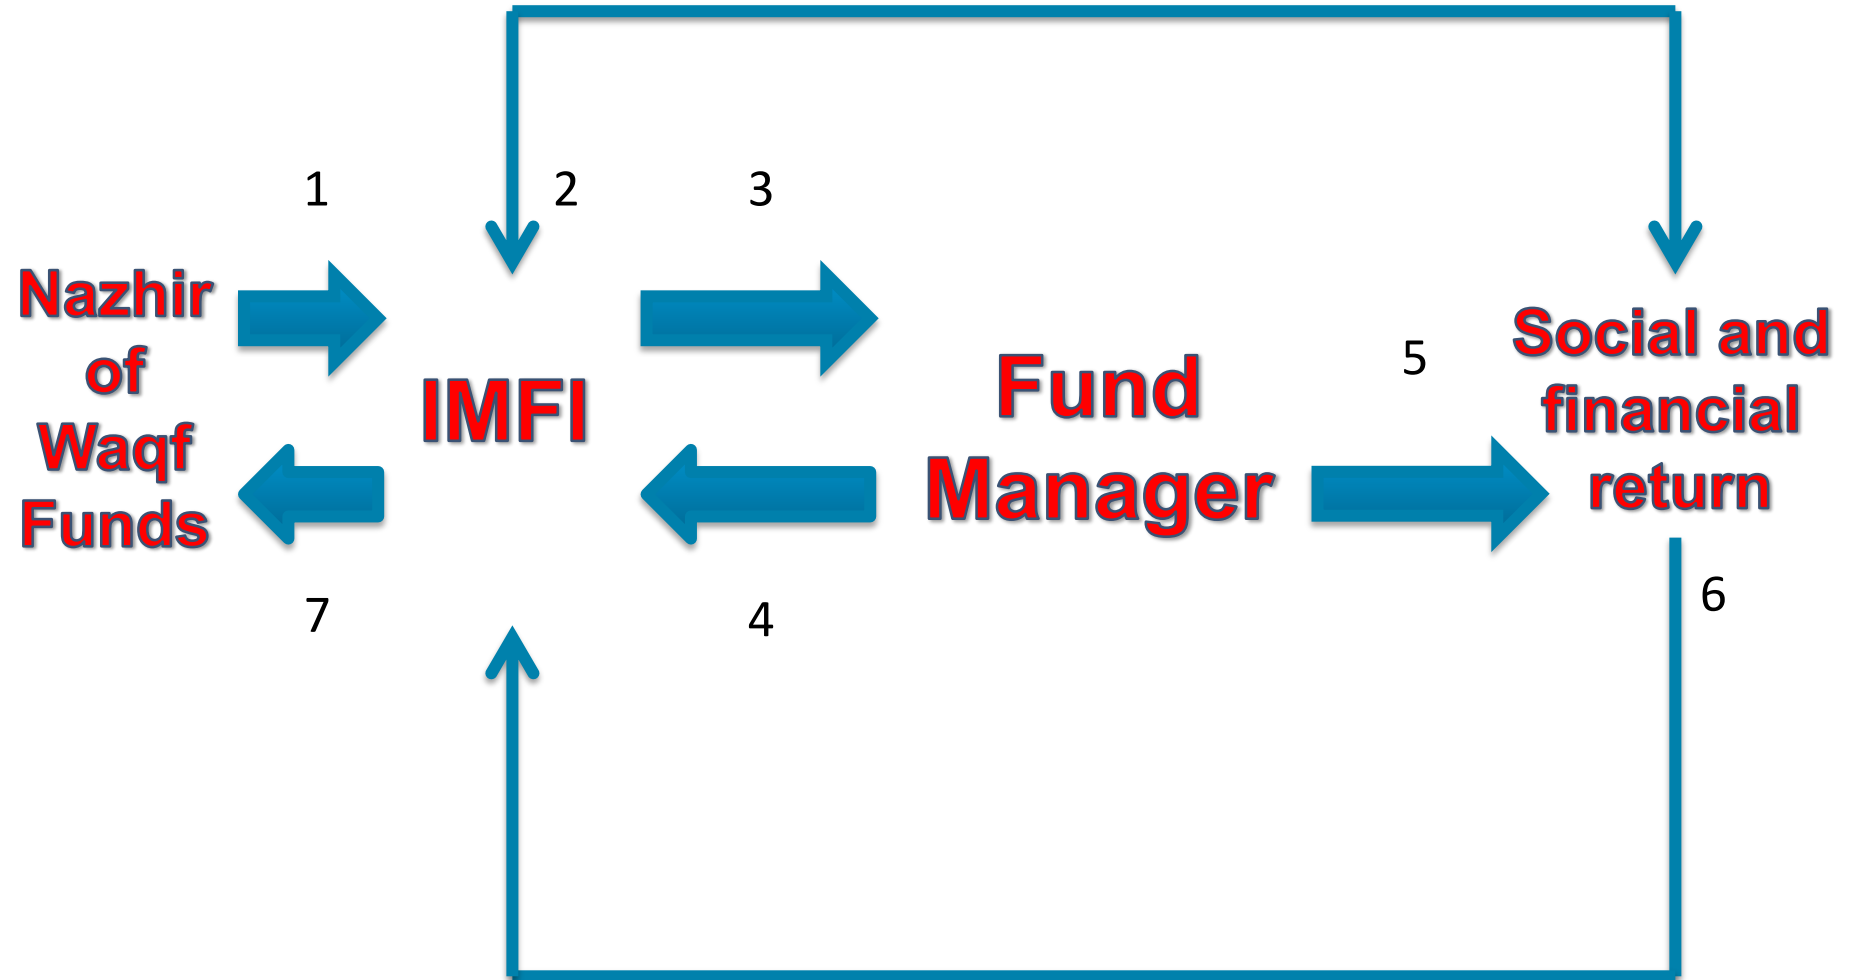 1
2
3
Nazhir
of
Waqf
Funds
IMFI
Fund
Manager
5
Social and
financial
return
7
4
6